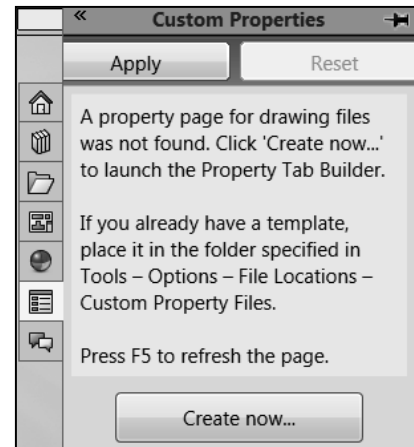 « Custom Properties
Apply Reset
A property page for drawing files
was not found. Click 'Create now...'
to launch the Property Tab Builder.
If you already have a template,
place it in the folder specified in
Tools – Options – File Locations –
Custom Property Files.
Press F5 to refresh the page.
Create now...